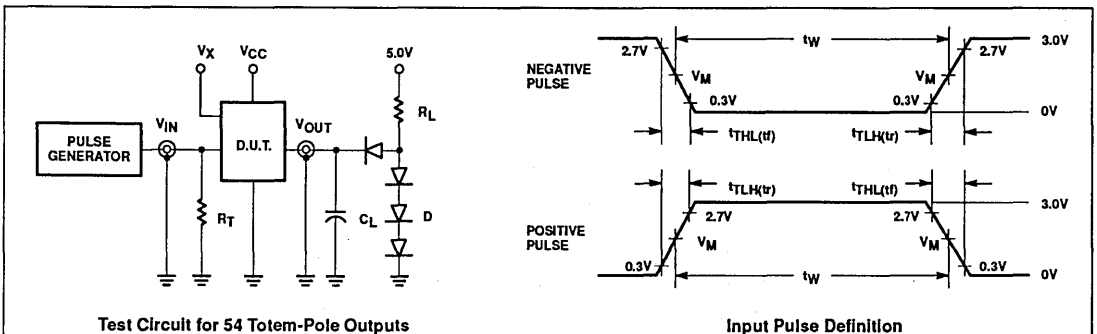 VX
VCC
5.0V
RL
PULSE
GENERATOR
VIN
D.U.T.
VOUT
RT
CL
D
Test Circuit for 54 Totem-Pole Outputs
NEGATIVE
PULSE
2.7V
tW
2.7V
3.0V
VM
VM
0.3V
0.3V
0V
tTHL(tf)
tTLH(tr)
tTLH(tr)
tTHL(tf)
POSITIVE
PULSE
2.7V
2.7V
3.0V
VM
VM
0.3V
tW
0.3V
0V
Input Pulse Definition